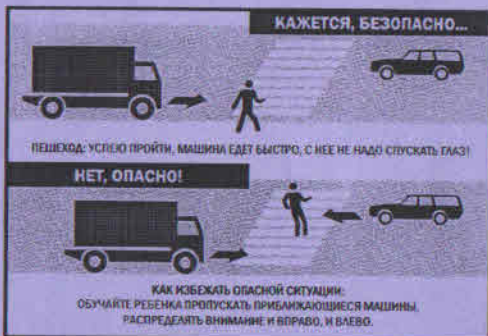 КАЖЕТСЯ, БЕЗОПАСНО...
ПЕШЕХОД: УСПЕЮ ПРОЙТИ, МАШИНА ЕДЕТ БЫСТРО, С НЕЕ НЕ НАДО СПУСКАТЬ ГЛАЗ!
НЕТ, ОПАСНО!
КАК ИЗБЕЖАТЬ ОПАСНОЙ СИТУАЦИИ:
ОБУЧАЙТЕ РЕБЕНКА ПРОПУСКАТЬ ПРИБЛИЖАЮЩИЕСЯ МАШИНЫ,
РАСПРЕДЕЛЯТЬ ВНИМАНИЕ И ВПРАВО, И ВЛЕВО.